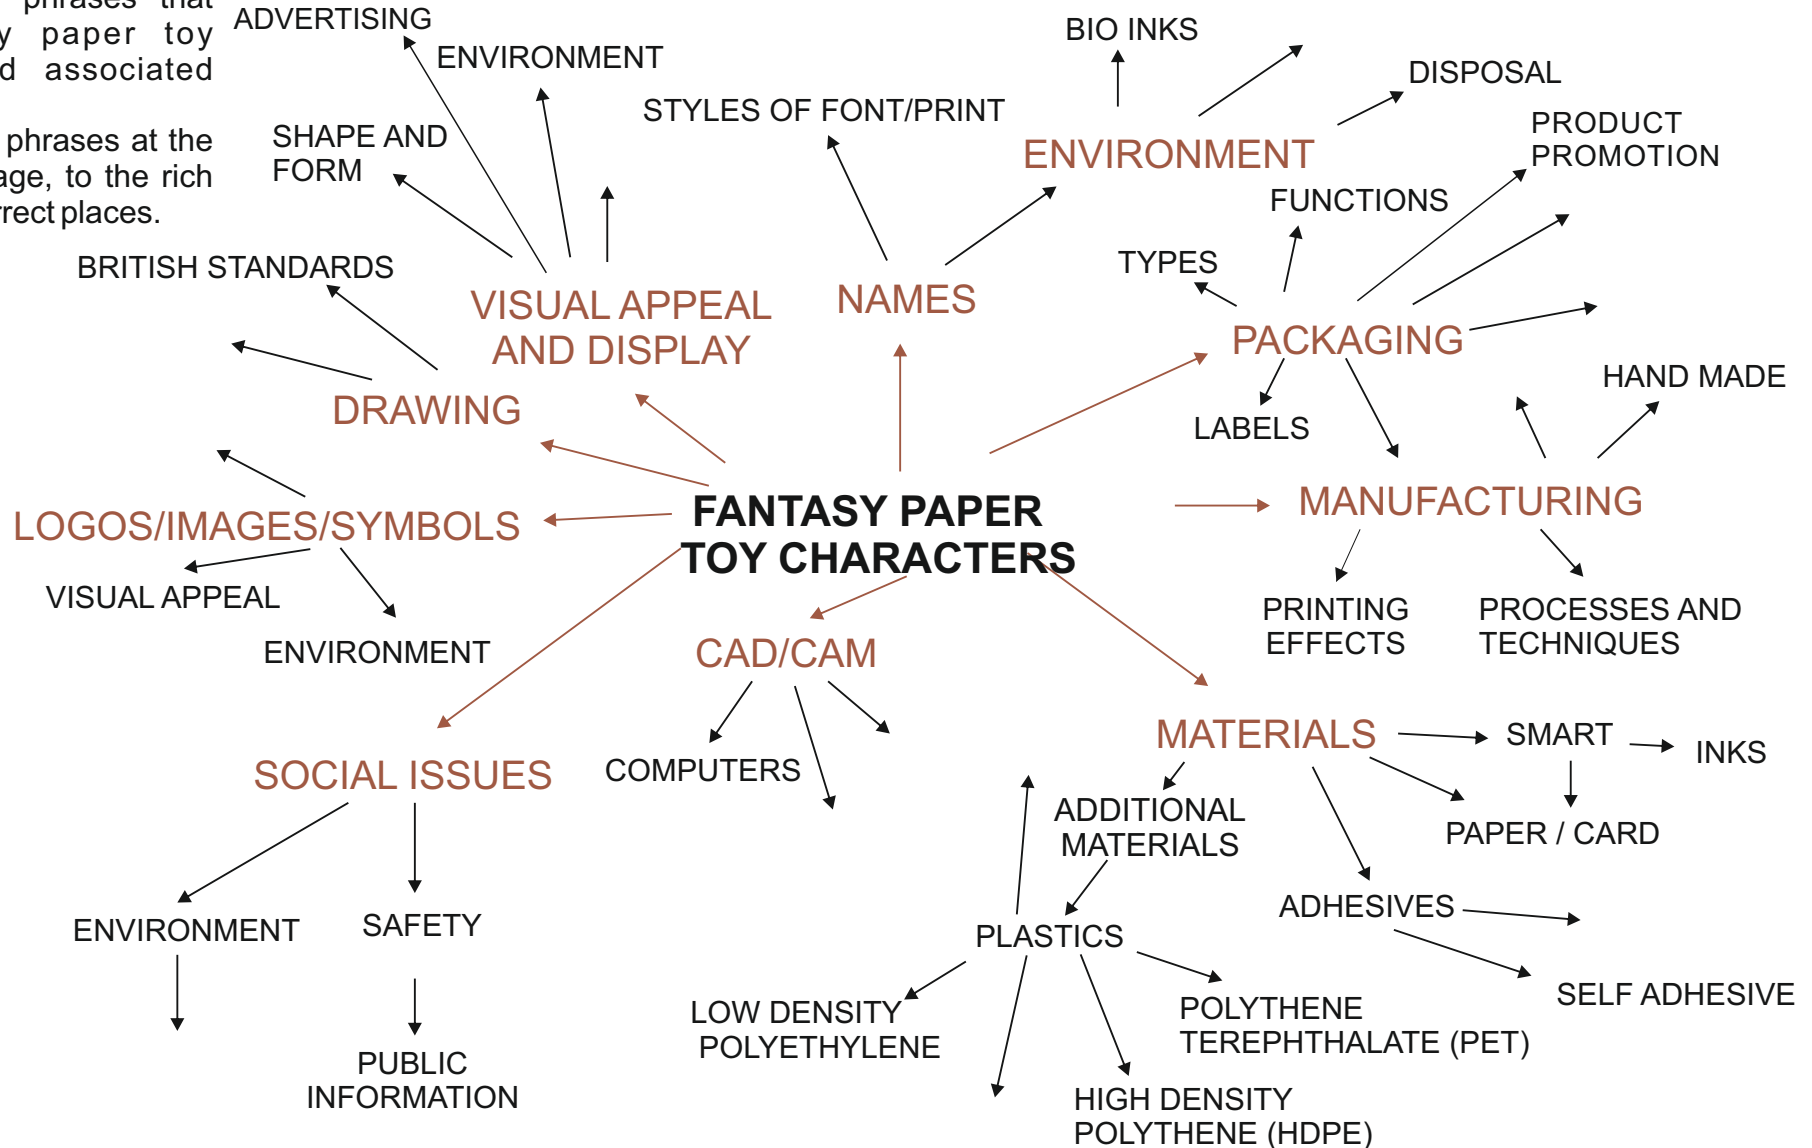 phrases that
paper toy
associated
phrases at the
to the rich
places.
ADVERTISING
ENVIRONMENT
SHAPE AND
FORM
STYLES OF FONT/PRINT
BIO INKS
DISPOSAL
ENVIRONMENT
PRODUCT
PROMOTION
FUNCTIONS
TYPES
BRITISH STANDARDS
VISUAL APPEAL
AND DISPLAY
NAMES
PACKAGING
HAND MADE
DRAWING
LABELS
LOGOS/IMAGES/SYMBOLS
FANTASY PAPER
TOY CHARACTERS
MANUFACTURING
VISUAL APPEAL
ENVIRONMENT
PRINTING
EFFECTS
PROCESSES AND
TECHNIQUES
CAD/CAM
COMPUTERS
SOCIAL ISSUES
MATERIALS
SMART
INKS
ADDITIONAL
MATERIALS
PAPER / CARD
ENVIRONMENT
SAFETY
PLASTICS
ADHESIVES
SELF ADHESIVE
LOW DENSITY
POLYETHYLENE
POLYTHENE
TEREPHTHALATE (PET)
PUBLIC
INFORMATION
HIGH DENSITY
POLYTHENE (HDPE)